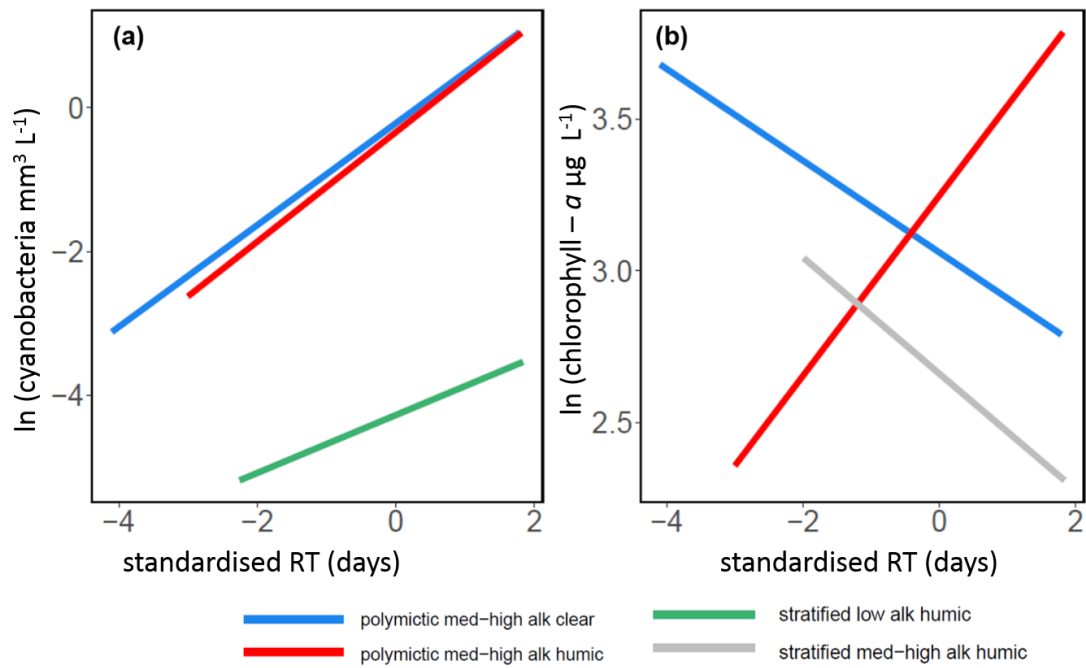 (a)
(b)
ln (cyanobacteria mm³ L⁻¹)
0
−2
−4
−4 −2 0 2
standardised RT (days)
ln (chlorophyll − a µg L⁻¹)
3.5
3.0
2.5
−4 −2 0 2
standardised RT (days)
polymictic med−high alk clear
polymictic med−high alk humic
stratified low alk humic
stratified med−high alk humic